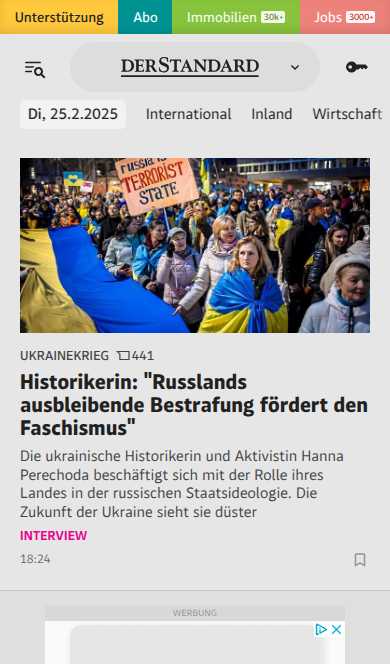 Unterstützung Abo Immobilien 30k+ Jobs 3000+
DERSTANDARD
Di, 25.2.2025 International Inland Wirtschaft
russia is
TERRORIST
STATE
UKRAINEKRIEG 441
Historikerin: "Russlands
ausbleibende Bestrafung fördert den
Faschismus"
Die ukrainische Historikerin und Aktivistin Hanna
Perechoda beschäftigt sich mit der Rolle ihres
Landes in der russischen Staatsideologie. Die
Zukunft der Ukraine sieht sie düster
INTERVIEW
18:24
WERBUNG